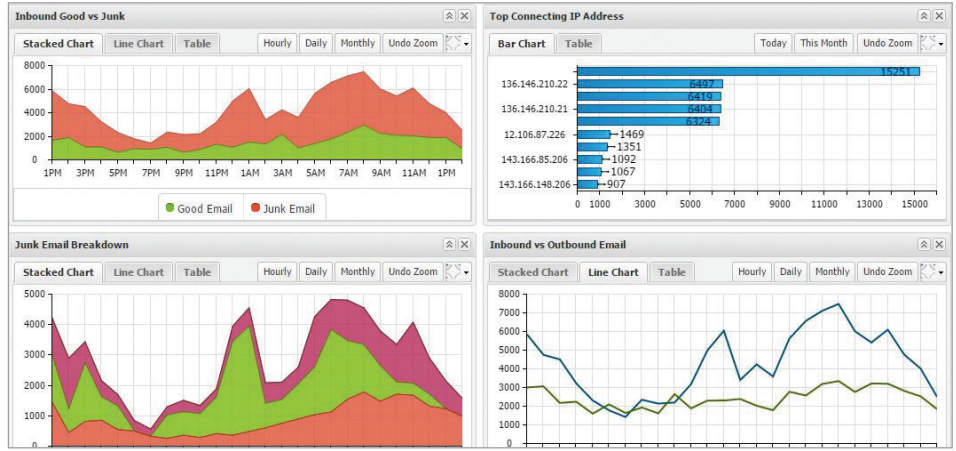 Inbound Good vs Junk
Stacked Chart Line Chart Table Hourly Daily Monthly Undo Zoom
8000
6000
4000
2000
0
1PM 3PM 5PM 7PM 9PM 11PM 1AM 3AM 5AM 7AM 9AM 11AM 1PM
Good Email Junk Email
Top Connecting IP Address
Bar Chart Table Today This Month Undo Zoom
15251
136.146.210.22 6497
6419
136.146.210.21 6404
6324
12.106.87.226 1469
1351
143.166.85.206 1092
1067
143.166.148.206 907
0 1000 3000 5000 7000 9000 11000 13000 15000
Junk Email Breakdown
Stacked Chart Line Chart Table Hourly Daily Monthly Undo Zoom
5000
4000
3000
2000
1000
0
Inbound vs Outbound Email
Stacked Chart Line Chart Table Hourly Daily Monthly Undo Zoom
8000
7000
6000
5000
4000
3000
2000
1000
0